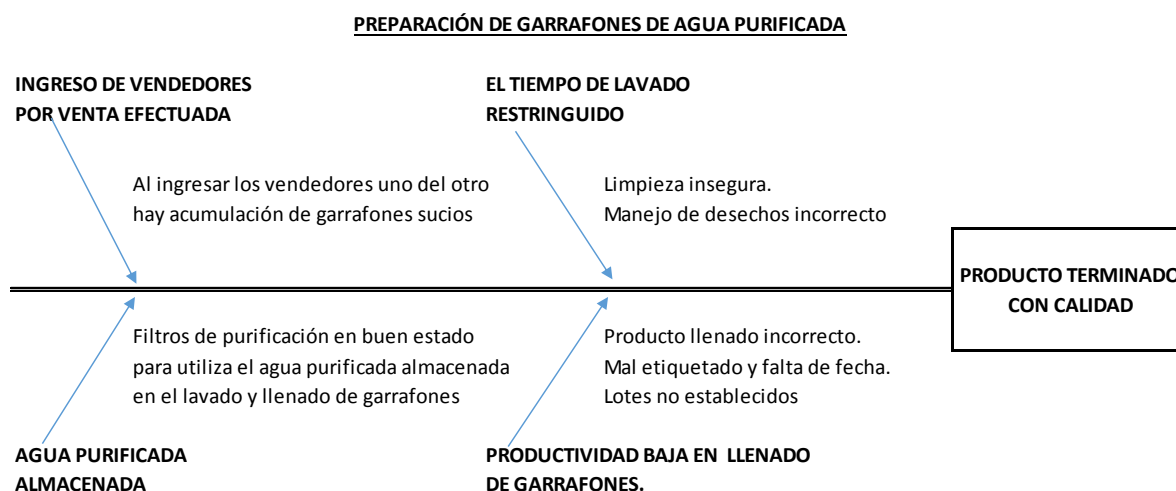 PREPARACIÓN DE GARRAFONES DE AGUA PURIFICADA
INGRESO DE VENDEDORES
POR VENTA EFECTUADA
EL TIEMPO DE LAVADO
RESTRINGUIDO
Al ingresar los vendedores uno del otro
hay acumulación de garrafones sucios
Limpieza insegura.
Manejo de desechos incorrecto
PRODUCTO TERMINADO
CON CALIDAD
Filtros de purificación en buen estado
para utiliza el agua purificada almacenada
en el lavado y llenado de garrafones
Producto llenado incorrecto.
Mal etiquetado y falta de fecha.
Lotes no establecidos
AGUA PURIFICADA
ALMACENADA
PRODUCTIVIDAD BAJA EN LLENADO
DE GARRAFONES.